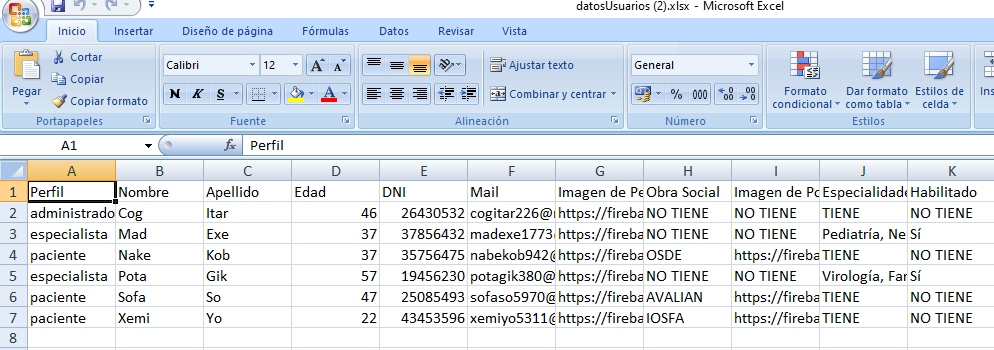 datosUsuarios (2).xlsx - Microsoft Excel
Inicio Insertar Diseño de página Fórmulas Datos Revisar Vista
Pegar Cortar Copiar Copiar formato
Portapapeles
Calibri 12 A A
N K S A
Fuente
Ajustar texto
Combinar y centrar
Alineación
General
% 000 ,00
Número
Formato condicional Dar formato como tabla Estilos de celda
Estilos
A1 fx Perfil
A B C D E F G H I J K
1 Perfil Nombre Apellido Edad DNI Mail Imagen de Pe Obra Social Imagen de Po Especialidade Habilitado
2 administrado Cog Itar 46 26430532 cogitar226@ https://fireba NO TIENE NO TIENE TIENE NO TIENE
3 especialista Mad Exe 37 37856432 madexe1773 https://fireba NO TIENE NO TIENE Pediatría, Ne Sí
4 paciente Nake Kob 37 35756475 nabekob942@ https://fireba OSDE https://fireba TIENE NO TIENE
5 especialista Pota Gik 57 19456230 potagik380@ https://fireba NO TIENE NO TIENE Virología, Far Sí
6 paciente Sofa So 47 25085493 sofaso5970@ https://fireba AVALIAN https://fireba TIENE NO TIENE
7 paciente Xemi Yo 22 43453596 xemiyo5311@ https://fireba IOSFA https://fireba TIENE NO TIENE
8